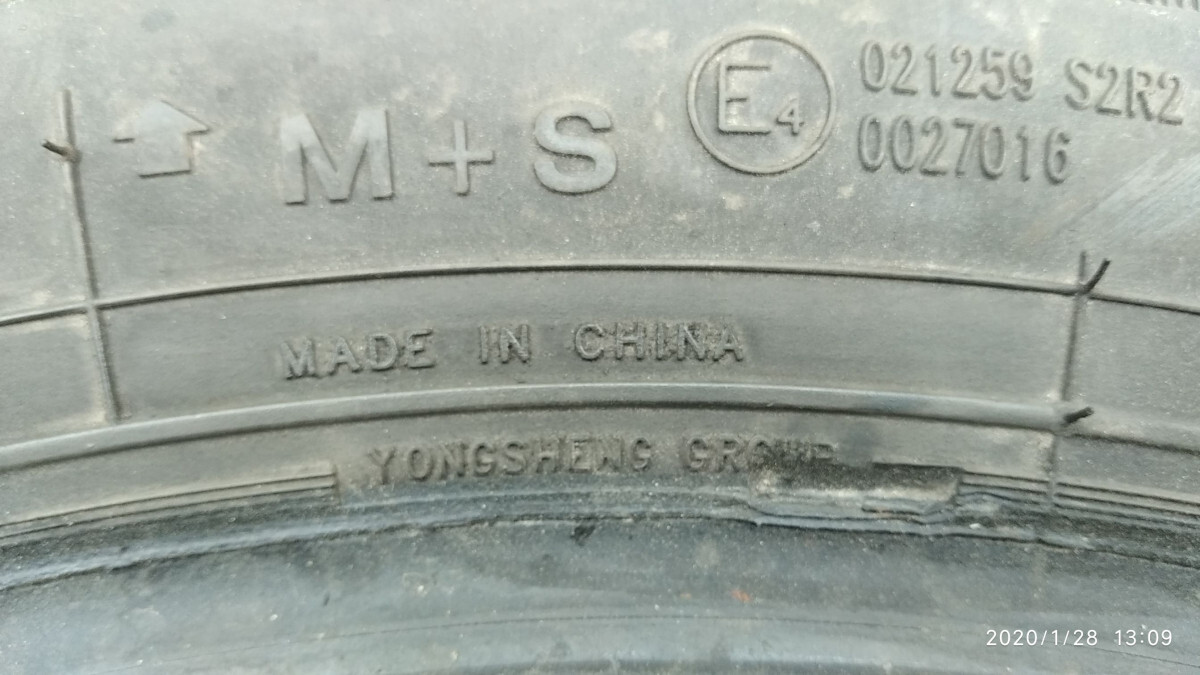 M+S
E4
021259 S2R2
0027016
MADE IN CHINA
YONGSHENG GROUP
2020/1/28 13:09